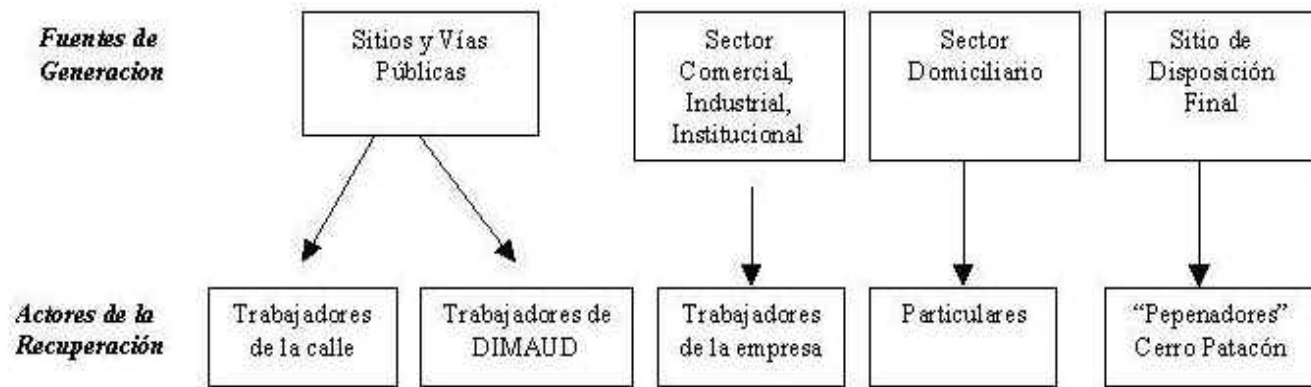 Fuentes de
Generacion
Sitios y Vías
Públicas
Sector
Comercial,
Industrial,
Institucional
Sector
Domiciliario
Sitio de
Disposición
Final
Actores de la
Recuperación
Trabajadores
de la calle
Trabajadores de
DIMAUD
Trabajadores
de la empresa
Particulares
“Pepenadores”
Cerro Patacón